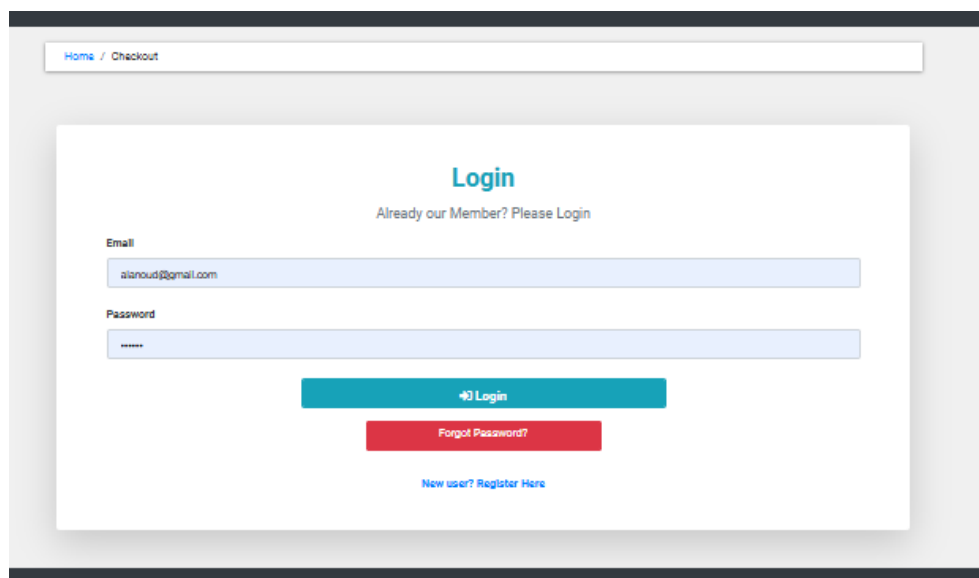 Home / Checkout
Login
Already our Member? Please Login
Email
alanoud@gmail.com
Password
••••••
Login
Forgot Password?
New user? Register Here